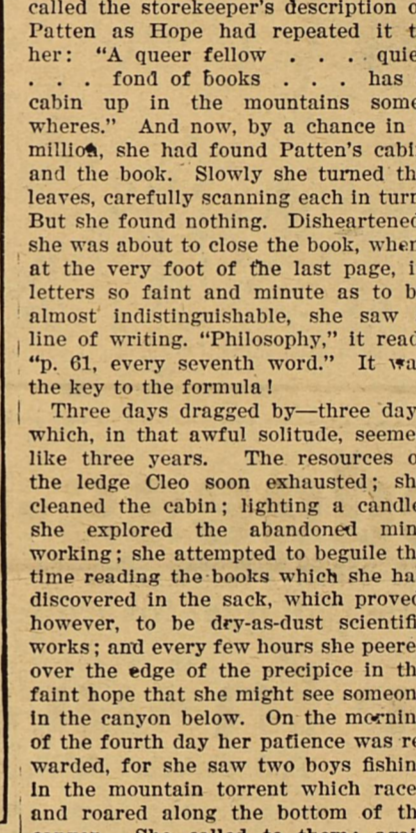 called the storekeeper's description o
Patten as Hope had repeated it t
her: "A queer fellow . . . quie
. . . fond of books . . . has
cabin up in the mountains some
wheres." And now, by a chance in
million, she had found Patten's cabi
and the book. Slowly she turned th
leaves, carefully scanning each in turn
But she found nothing. Disheartened
she was about to close the book, when
at the very foot of the last page, i
letters so faint and minute as to b
almost indistinguishable, she saw
line of writing. "Philosophy," it read
"p. 61, every seventh word." It wa
the key to the formula!
Three days dragged by—three day
which, in that awful solitude, seeme
like three years. The resources o
the ledge Cleo soon exhausted; sh
cleaned the cabin; lighting a candle
she explored the abandoned min
working; she attempted to beguile th
time reading the books which she ha
discovered in the sack, which proved
however, to be dry-as-dust scientifi
works; and every few hours she peere
over the edge of the precipice in th
faint hope that she might see someon
in the canyon below. On the mornin
of the fourth day her patience was re
warded, for she saw two boys fishin
in the mountain torrent which race
and roared along the bottom of th
She called to them